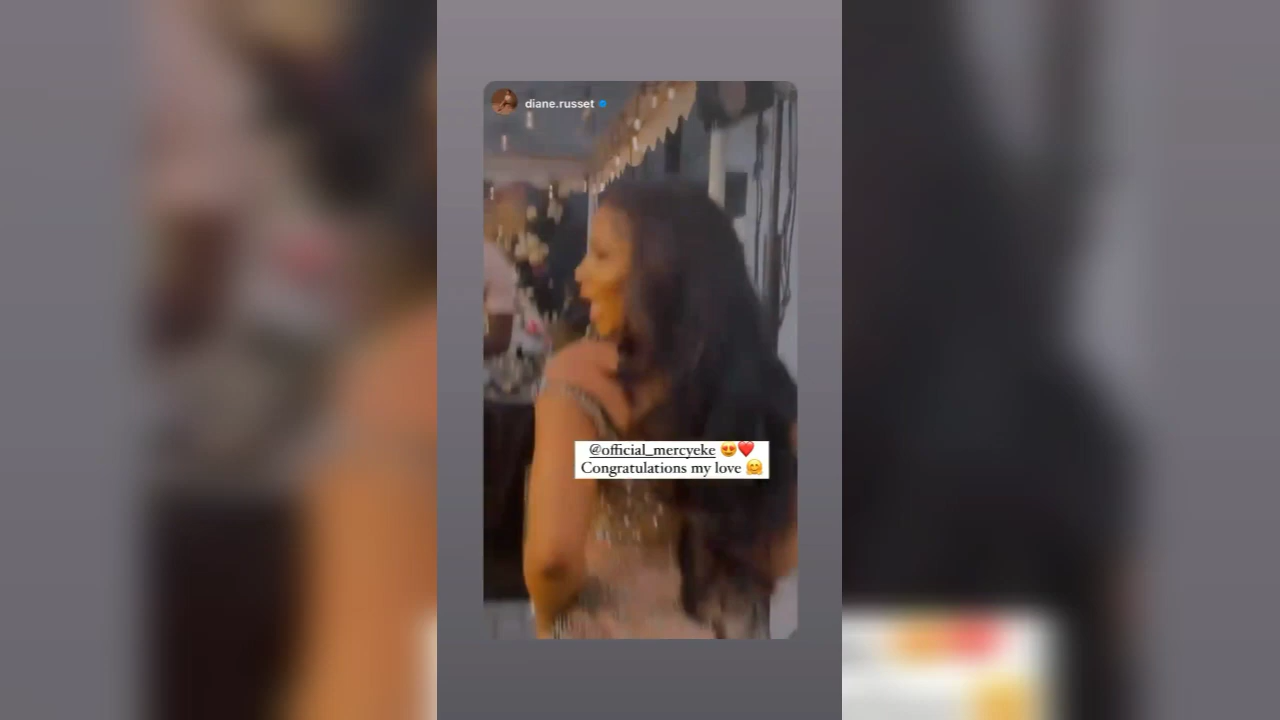 diane.russet
@official_mercyeke 😍❤️
Congratulations my love 🤗